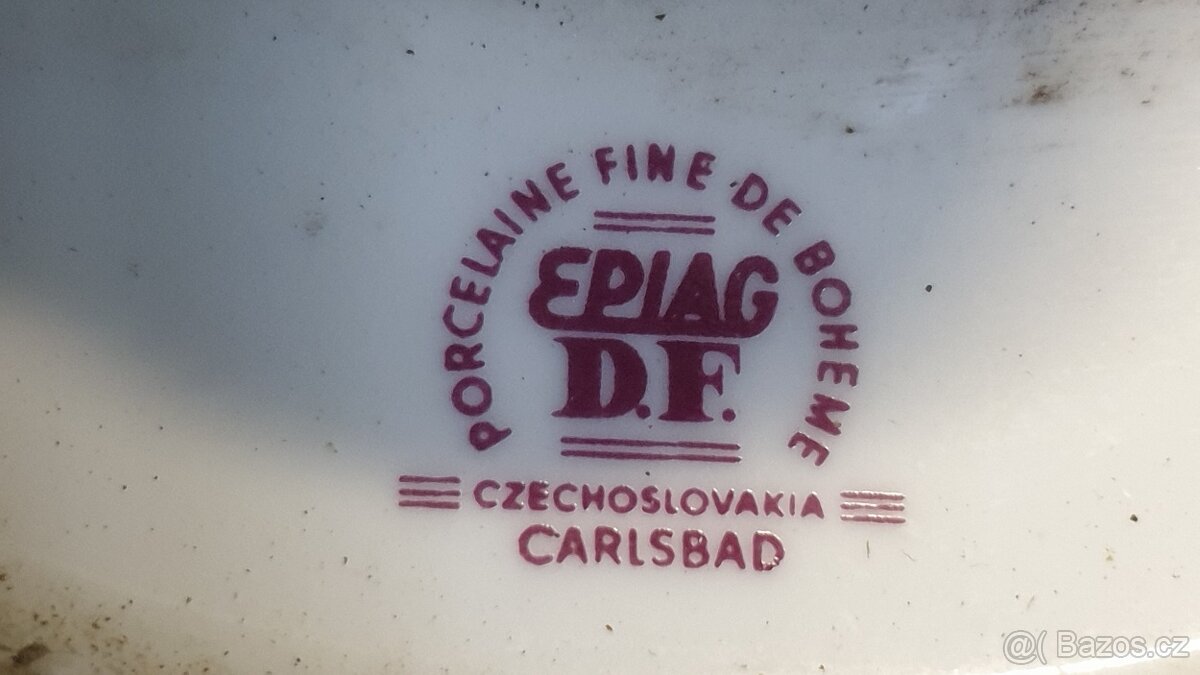 PORCELAINE FINE DE BOHEME
EPIAG
D.F.
CZECHOSLOVAKIA
CARLSBAD
@( Bazos.cz